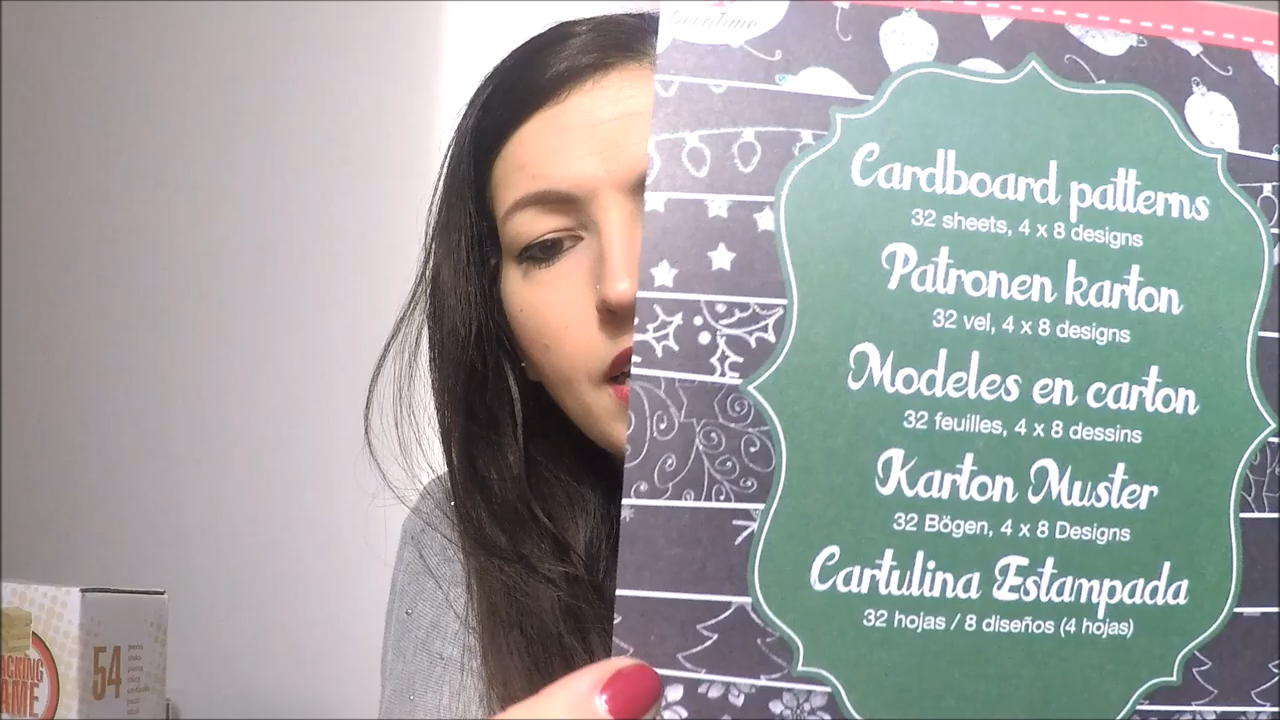 Decotime
Cardboard patterns
32 sheets, 4 x 8 designs
Patronen karton
32 vel, 4 x 8 designs
Modeles en carton
32 feuilles, 4 x 8 dessins
Karton Muster
32 Bögen, 4 x 8 Designs
Cartulina Estampada
32 hojas / 8 diseños (4 hojas)
54